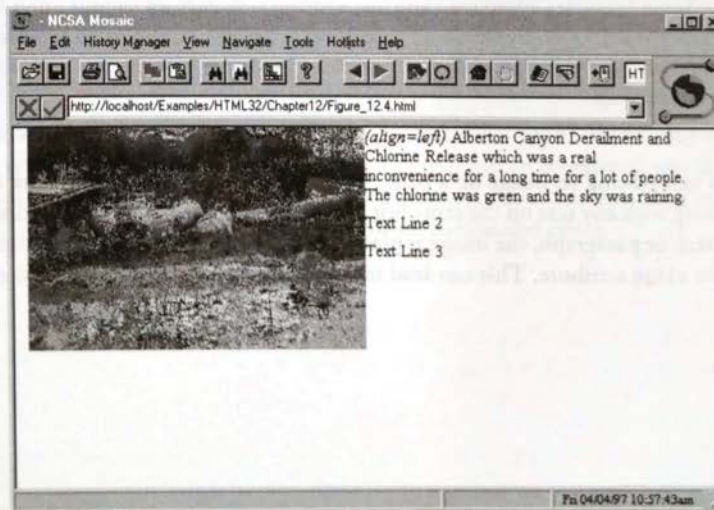 - NCSA Mosaic
File Edit History Manager View Navigate Tools Hotlists Help
HT
http://localhost/Examples/HTML32/Chapter12/Figure_12.4.html
(align=left) Alberton Canyon Derailment and
Chlorine Release which was a real
inconvenience for a long time for a lot of people.
The chlorine was green and the sky was raining.
Text Line 2
Text Line 3
Fri 04/04/97 10:57:43am